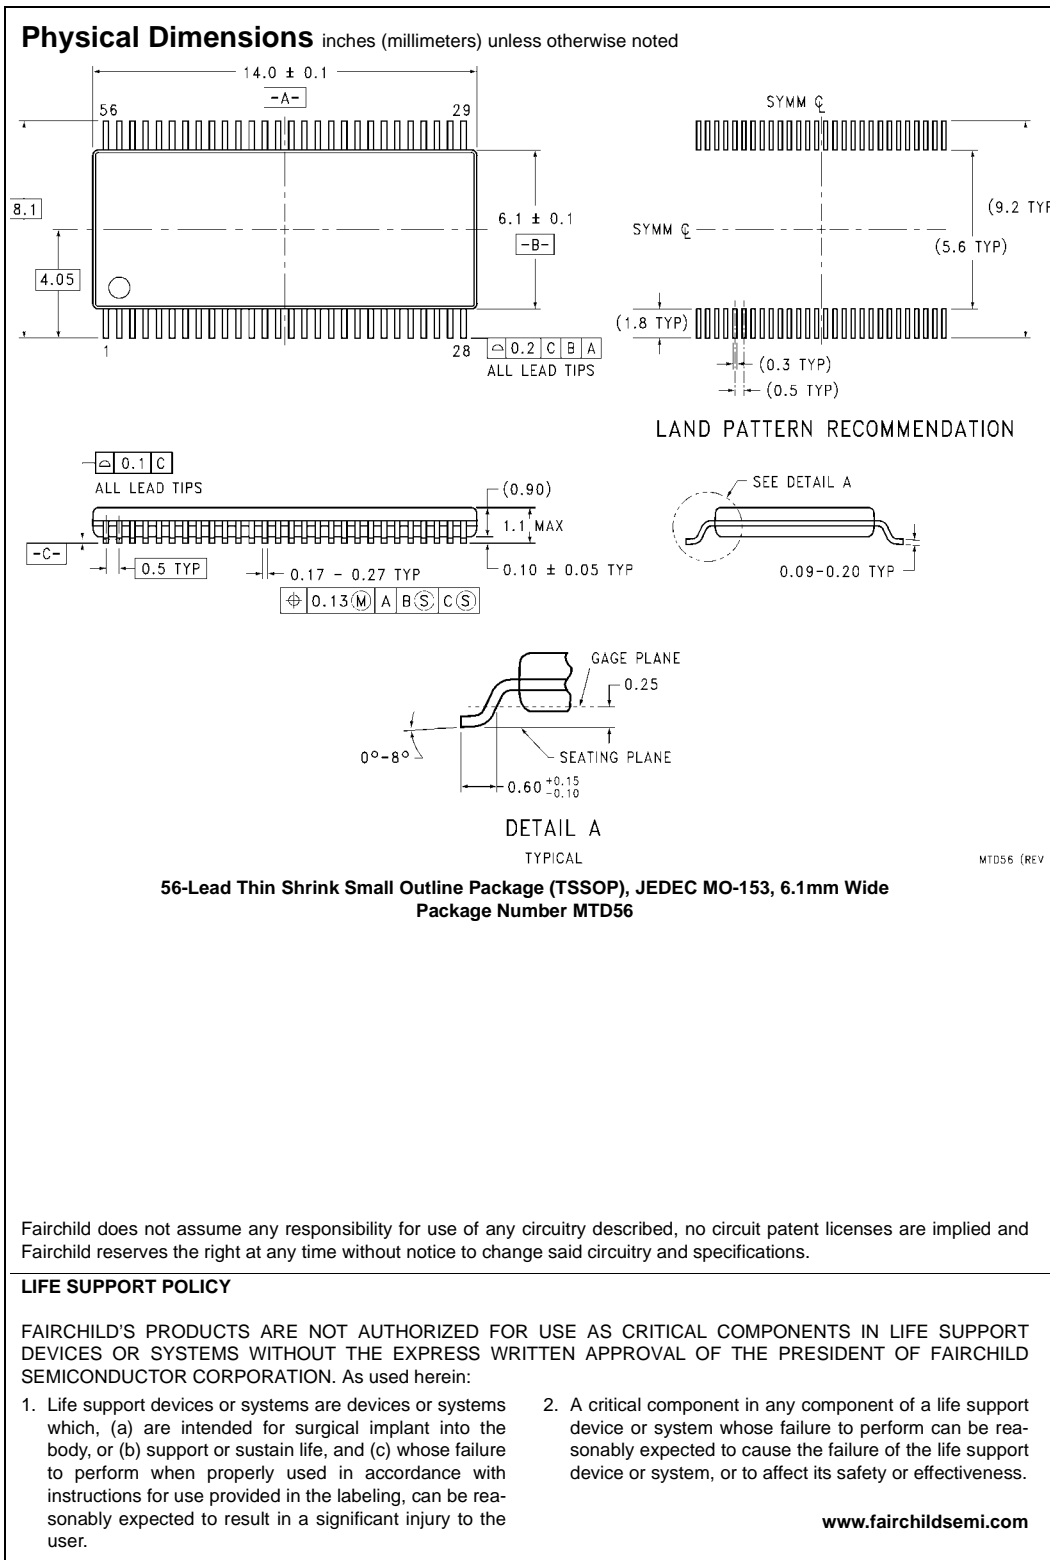 Physical Dimensions inches (millimeters) unless otherwise noted
14.0 ± 0.1
-A-
56
29
8.1
4.05
6.1 ± 0.1
-B-
1
28
⌓ 0.2 C B A
ALL LEAD TIPS
SYMM ℄
(9.2 TYP
SYMM ℄
(5.6 TYP)
(1.8 TYP)
(0.3 TYP)
(0.5 TYP)
LAND PATTERN RECOMMENDATION
⌓ 0.1 C
ALL LEAD TIPS
(0.90)
1.1 MAX
-C-
0.5 TYP
0.17 - 0.27 TYP
0.10 ± 0.05 TYP
⌖ 0.13 Ⓜ A B Ⓢ C Ⓢ
SEE DETAIL A
0.09-0.20 TYP
GAGE PLANE
0.25
0°-8°
SEATING PLANE
0.60 +0.15 -0.10
DETAIL A
TYPICAL
MTD56 (REV
56-Lead Thin Shrink Small Outline Package (TSSOP), JEDEC MO-153, 6.1mm Wide
Package Number MTD56
Fairchild does not assume any responsibility for use of any circuitry described, no circuit patent licenses are implied and
Fairchild reserves the right at any time without notice to change said circuitry and specifications.
LIFE SUPPORT POLICY
FAIRCHILD'S PRODUCTS ARE NOT AUTHORIZED FOR USE AS CRITICAL COMPONENTS IN LIFE SUPPORT
DEVICES OR SYSTEMS WITHOUT THE EXPRESS WRITTEN APPROVAL OF THE PRESIDENT OF FAIRCHILD
SEMICONDUCTOR CORPORATION. As used herein:
1. Life support devices or systems are devices or systems
which, (a) are intended for surgical implant into the
body, or (b) support or sustain life, and (c) whose failure
to perform when properly used in accordance with
instructions for use provided in the labeling, can be rea-
sonably expected to result in a significant injury to the
user.
2. A critical component in any component of a life support
device or system whose failure to perform can be rea-
sonably expected to cause the failure of the life support
device or system, or to affect its safety or effectiveness.
www.fairchildsemi.com